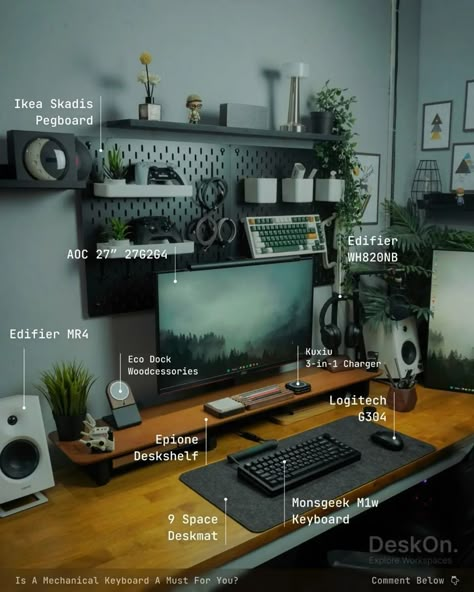 Ikea Skadis
Pegboard
AOC 27” 27G2G4
Edifier
WH820NB
Edifier MR4
Eco Dock
Woodcessories
Kuxiu
3-in-1 Charger
Logitech
G304
Epione
Deskshelf
Monsgeek M1w
Keyboard
9 Space
Deskmat
DeskOn.
Explore Workspaces
Is A Mechanical Keyboard A Must For You?
Comment Below 👇